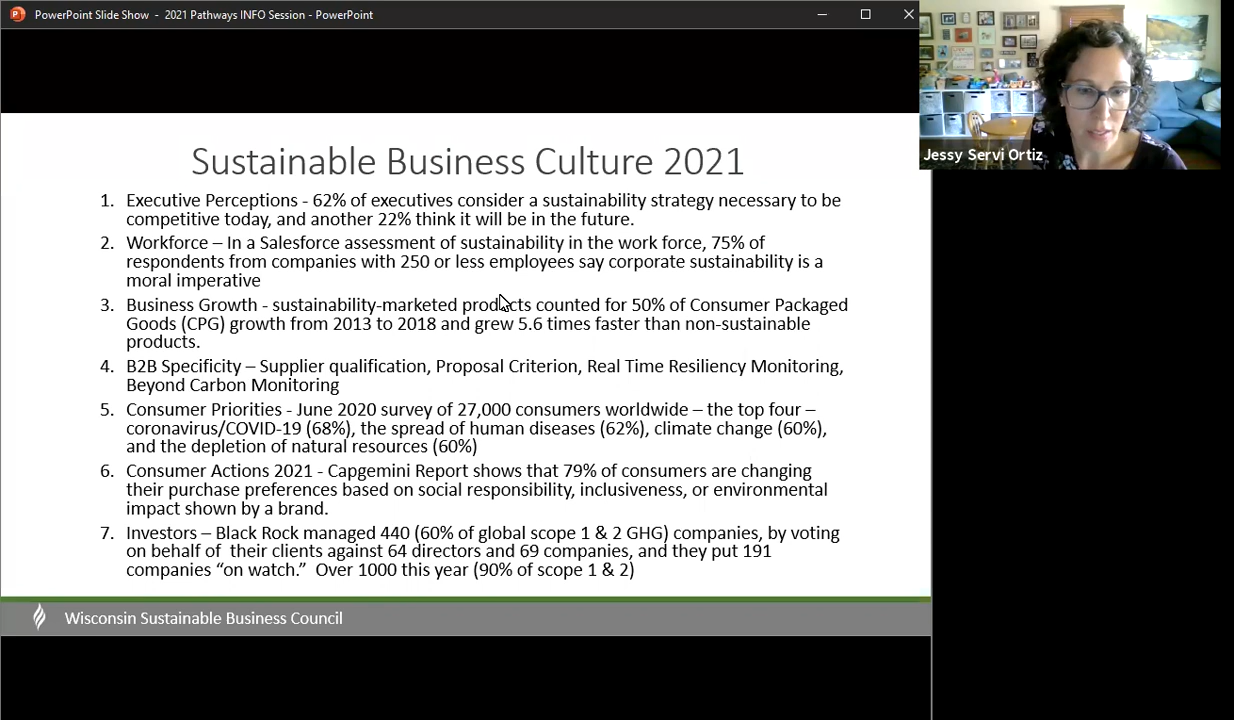 PowerPoint Slide Show - 2021 Pathways INFO Session - PowerPoint
Jessy Servi Ortiz
Sustainable Business Culture 2021
1. Executive Perceptions - 62% of executives consider a sustainability strategy necessary to be
competitive today, and another 22% think it will be in the future.
2. Workforce – In a Salesforce assessment of sustainability in the work force, 75% of
respondents from companies with 250 or less employees say corporate sustainability is a
moral imperative
3. Business Growth - sustainability-marketed products counted for 50% of Consumer Packaged
Goods (CPG) growth from 2013 to 2018 and grew 5.6 times faster than non-sustainable
products.
4. B2B Specificity – Supplier qualification, Proposal Criterion, Real Time Resiliency Monitoring,
Beyond Carbon Monitoring
5. Consumer Priorities - June 2020 survey of 27,000 consumers worldwide – the top four –
coronavirus/COVID-19 (68%), the spread of human diseases (62%), climate change (60%),
and the depletion of natural resources (60%)
6. Consumer Actions 2021 - Capgemini Report shows that 79% of consumers are changing
their purchase preferences based on social responsibility, inclusiveness, or environmental
impact shown by a brand.
7. Investors – Black Rock managed 440 (60% of global scope 1 & 2 GHG) companies, by voting
on behalf of  their clients against 64 directors and 69 companies, and they put 191
companies “on watch.”  Over 1000 this year (90% of scope 1 & 2)
Wisconsin Sustainable Business Council